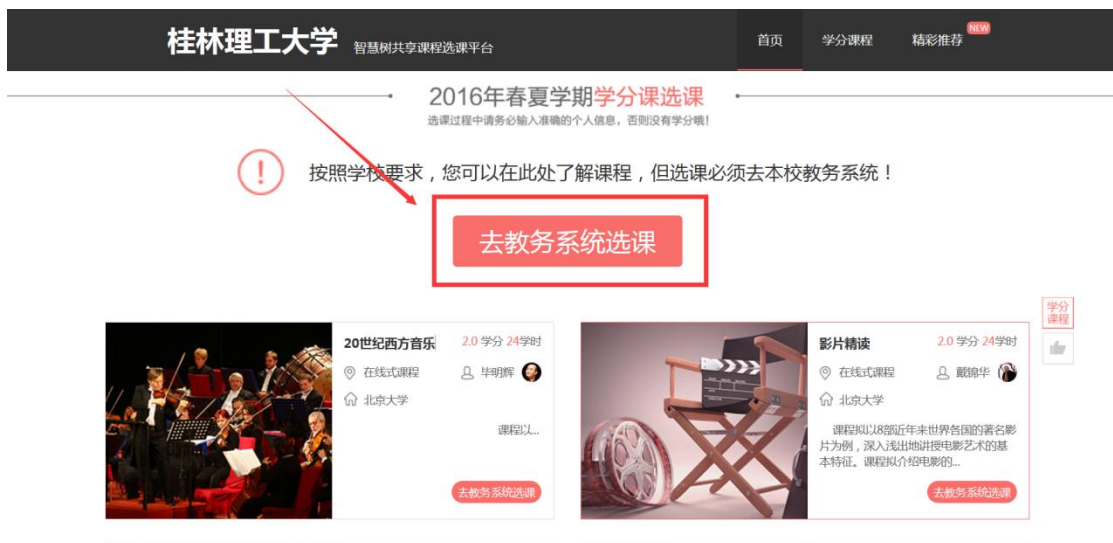 桂林理工大学 智慧树共享课程选课平台 首页 学分课程 精彩推荐 NEW
2016年春夏学期学分课选课
选课过程中请务必输入准确的个人信息，否则没有学分哦！
按照学校要求，您可以在此处了解课程，但选课必须去本校教务系统！
去教务系统选课
学分
课程
20世纪西方音乐 2.0 学分 24学时
在线式课程 毕明辉
北京大学
课程以...
去教务系统选课
影片精读 2.0 学分 24学时
在线式课程 戴锦华
北京大学
课程拟以8部近年来世界各国的著名影
片为例，深入浅出地讲授电影艺术的基
本特征。课程拟介绍电影的...
去教务系统选课